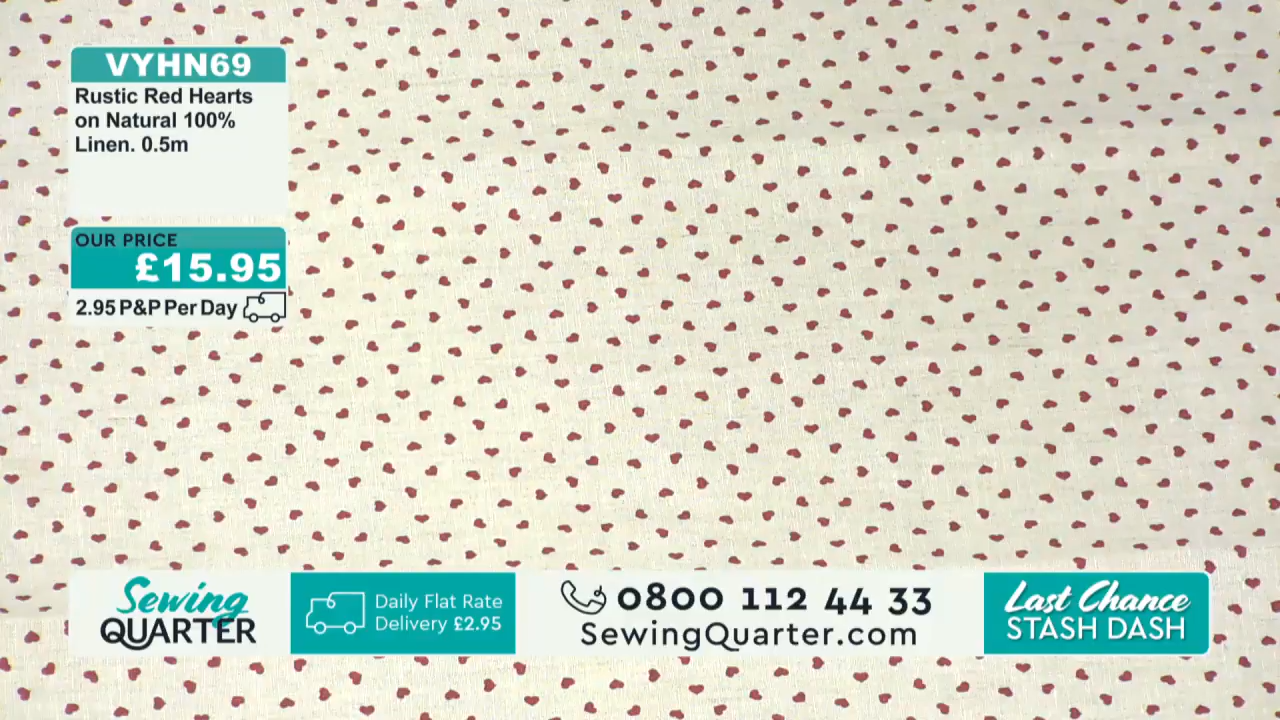 VYHN69
Rustic Red Hearts
on Natural 100%
Linen. 0.5m
OUR PRICE
£15.95
2.95 P&P Per Day
Sewing
QUARTER
Daily Flat Rate
Delivery £2.95
0800 112 44 33
SewingQuarter.com
Last Chance
STASH DASH